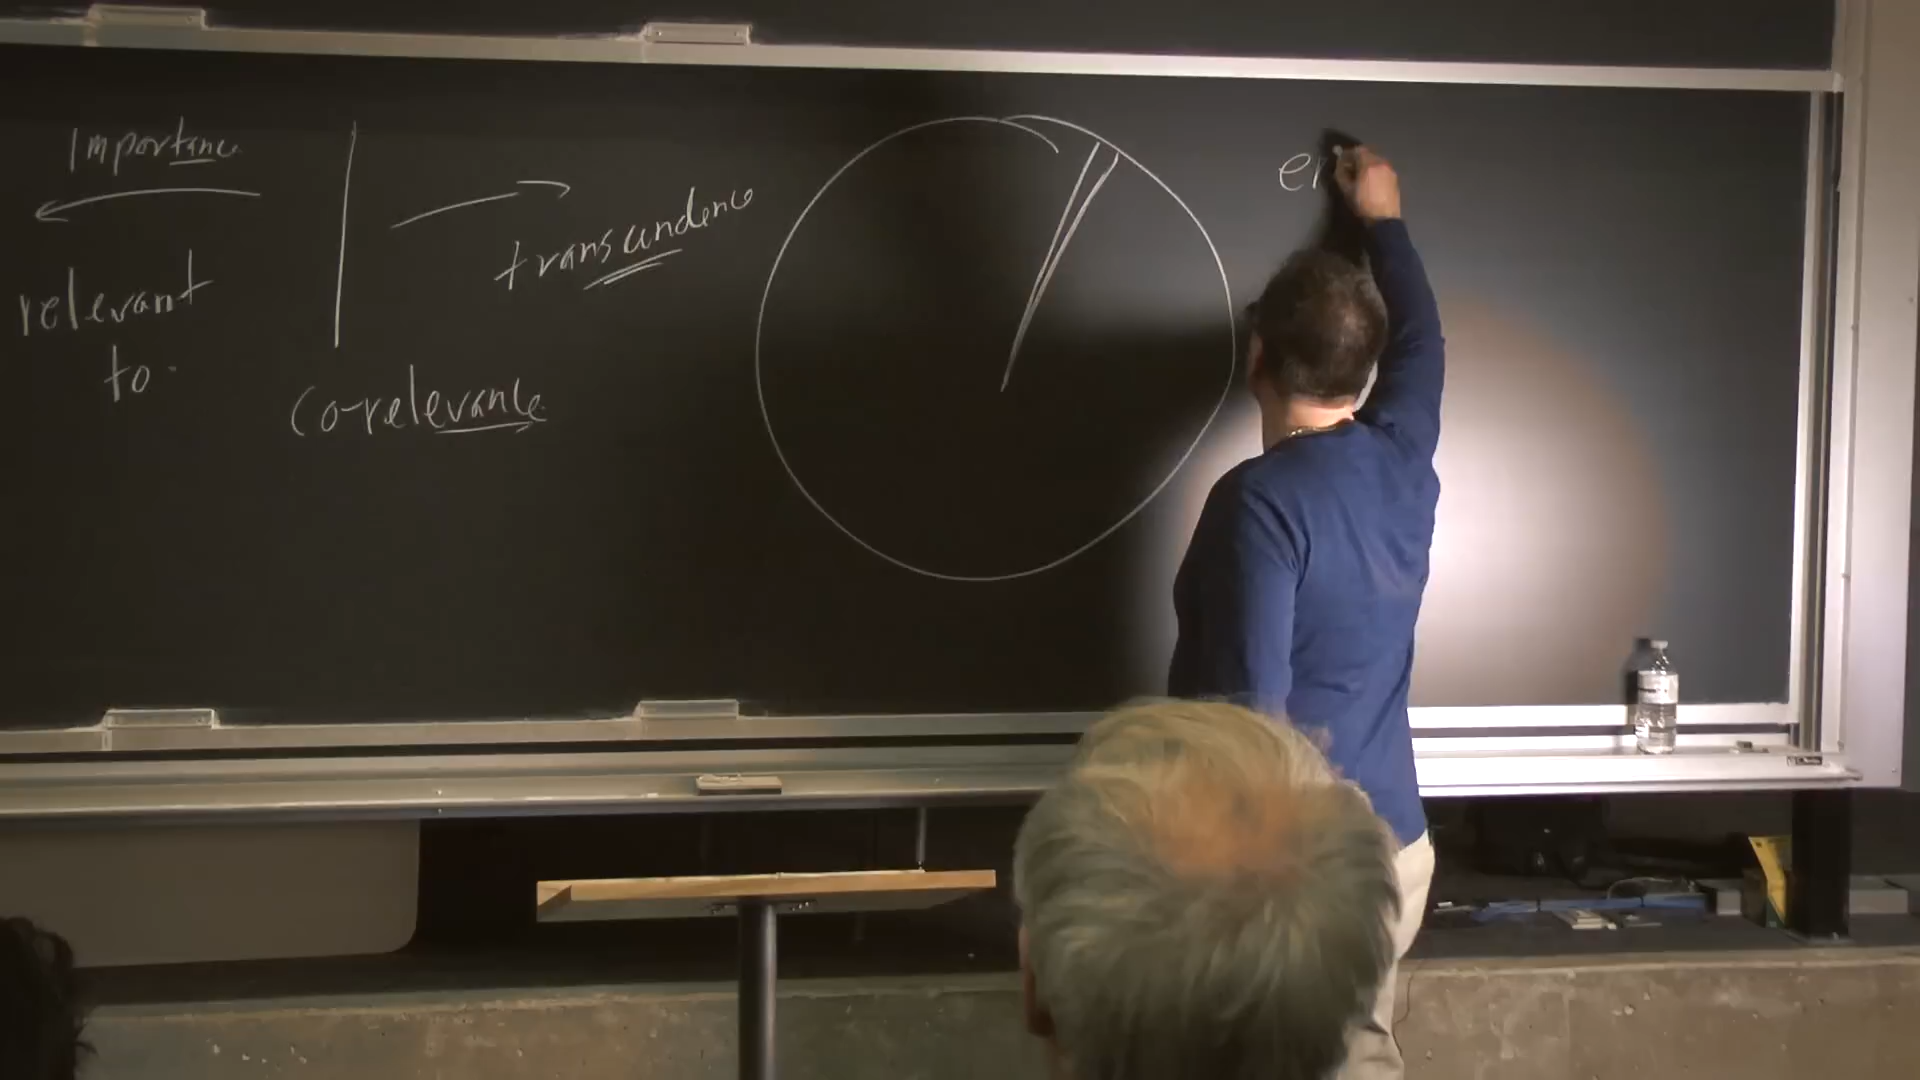 Importance
relevant
to
transcendence
co-relevance